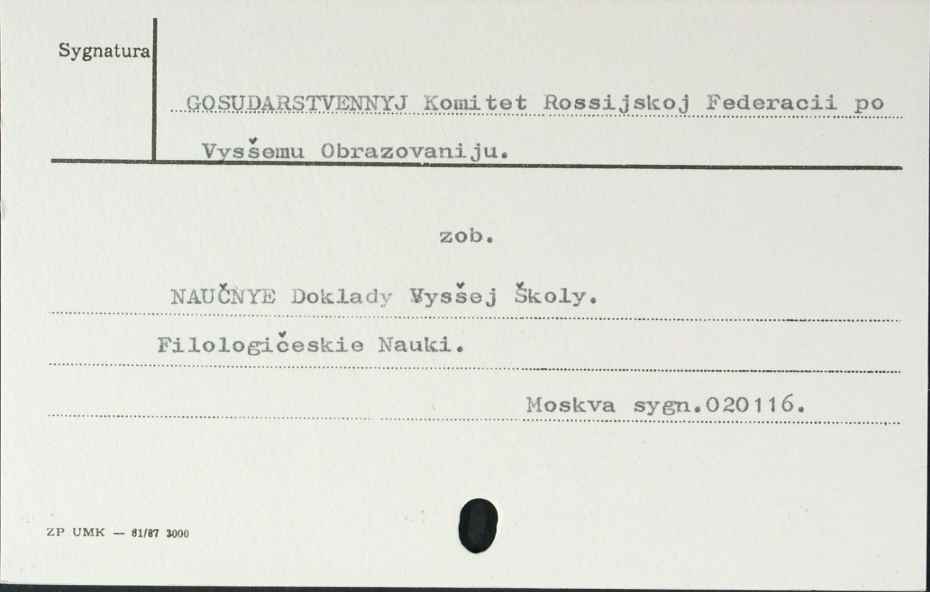 Sygnatura
GOSUDARSTVENNYJ Komitet Rossijskoj Federacii po
Vysšemu Obrazovaniju.
zob.
NAUČNYE Doklady Vysšej Školy.
Filologičeskie Nauki.
Moskva sygn.020116.
ZP UMK — 61/87 3000